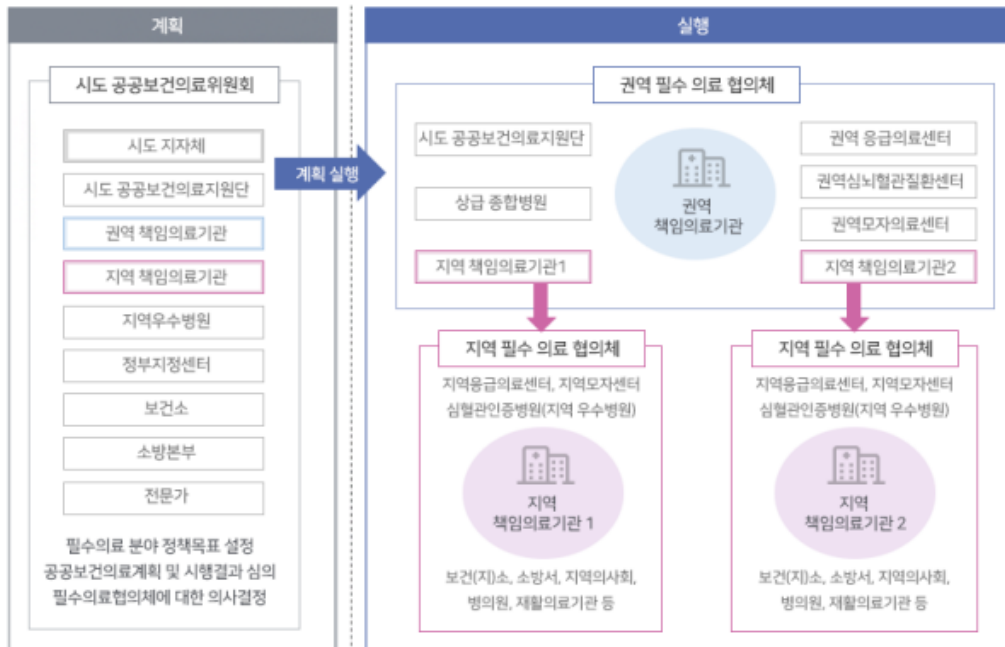 계획
시도 공공보건의료위원회
시도 지자체
시도 공공보건의료지원단
권역 책임의료기관
지역 책임의료기관
지역우수병원
정부지정센터
보건소
소방본부
전문가
필수의료 분야 정책목표 설정
공공보건의료계획 및 시행결과 심의
필수의료협의체에 대한 의사결정
계획 실행
실행
권역 필수 의료 협의체
시도 공공보건의료지원단
상급 종합병원
지역 책임의료기관1
권역
책임의료기관
권역 응급의료센터
권역심뇌혈관질환센터
권역모자의료센터
지역 책임의료기관2
지역 필수 의료 협의체
지역응급의료센터, 지역모자센터
심혈관인증병원(지역 우수병원)
지역
책임의료기관 1
보건(지)소, 소방서, 지역의사회,
병의원, 재활의료기관 등
지역 필수 의료 협의체
지역응급의료센터, 지역모자센터
심혈관인증병원(지역 우수병원)
지역
책임의료기관 2
보건(지)소, 소방서, 지역의사회,
병의원, 재활의료기관 등